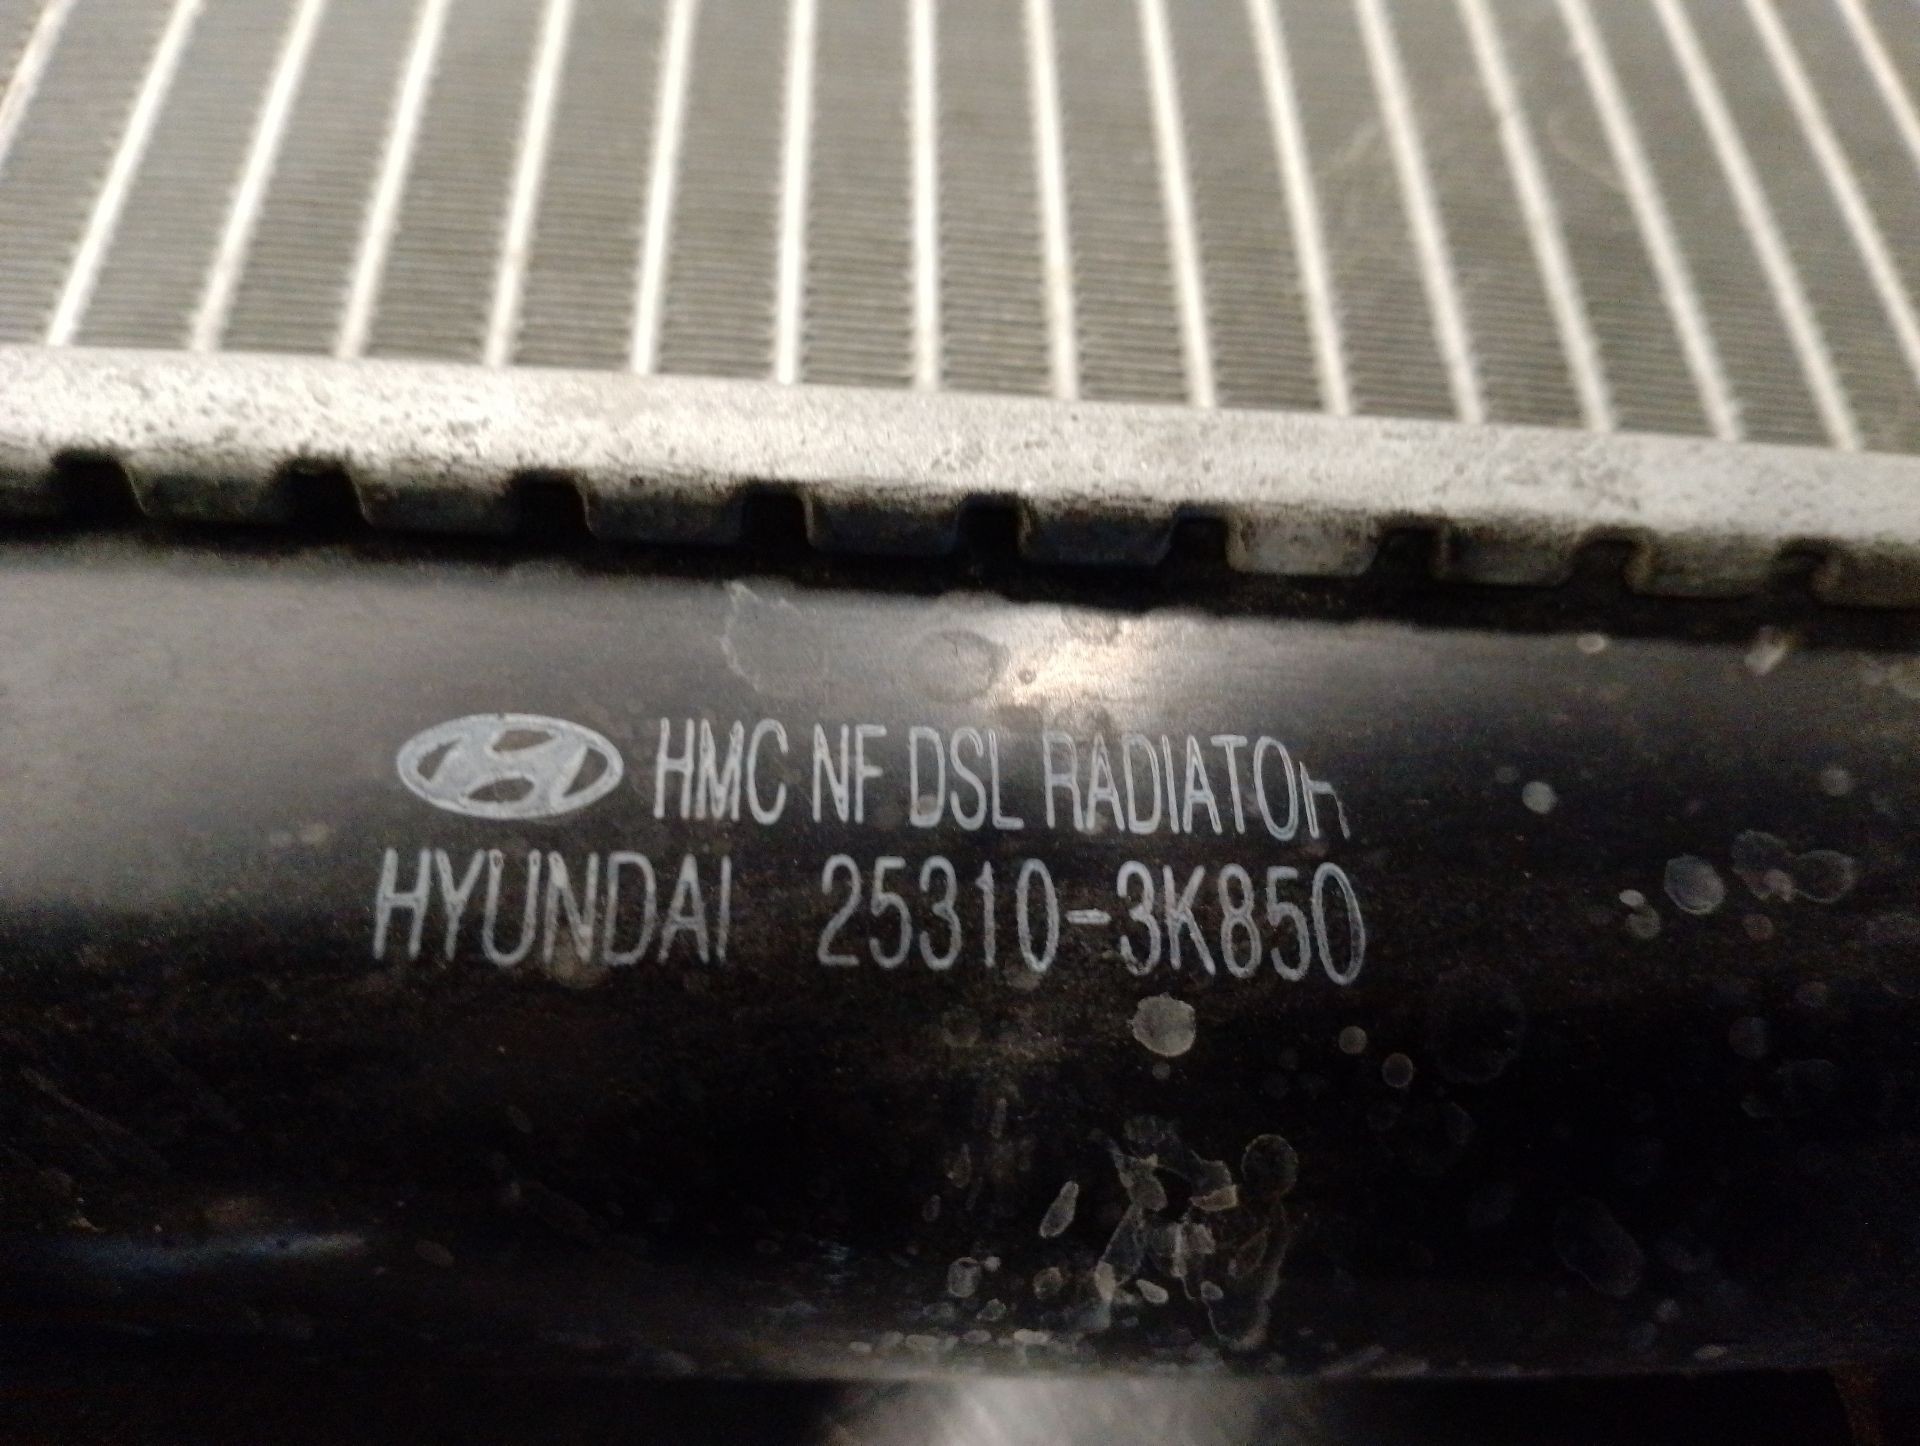 HMC NF DSL RADIATOR
HYUNDAI 25310-3K850